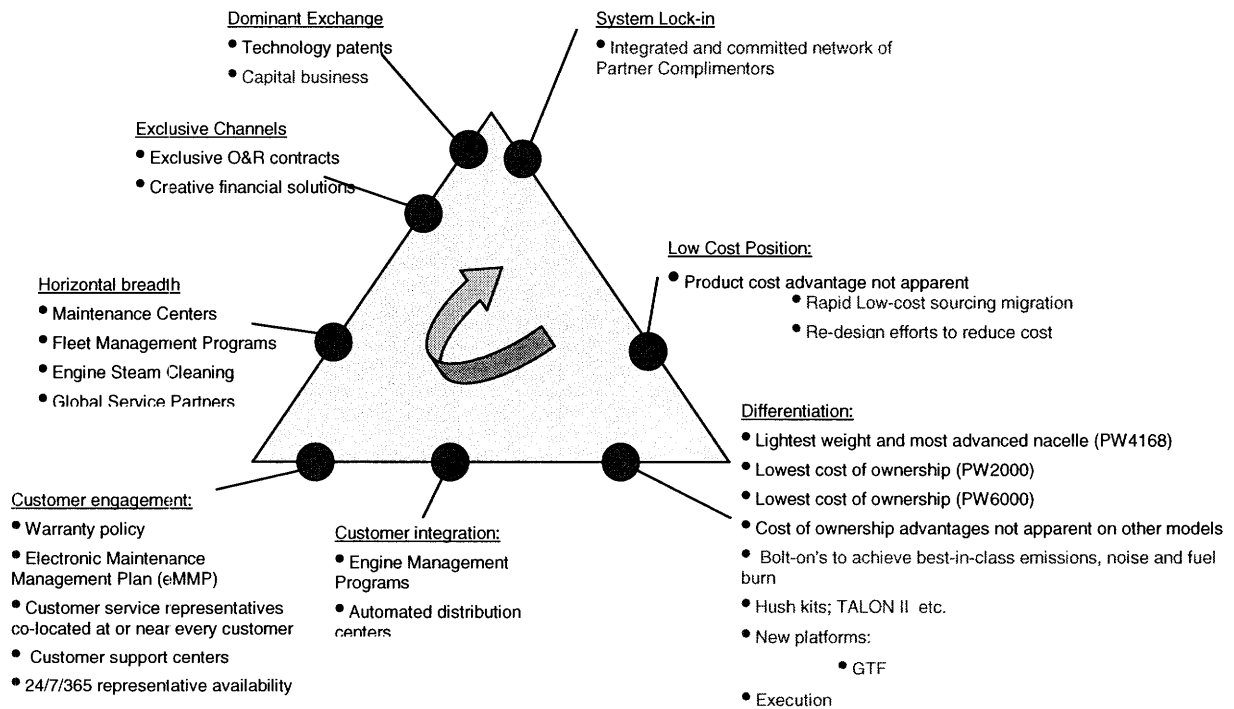 Dominant Exchange
• Technology patents
• Capital business
System Lock-in
• Integrated and committed network of
Partner Complimentors
Exclusive Channels
• Exclusive O&R contracts
• Creative financial solutions
Low Cost Position:
• Product cost advantage not apparent
• Rapid Low-cost sourcing migration
• Re-design efforts to reduce cost
Horizontal breadth
• Maintenance Centers
• Fleet Management Programs
• Engine Steam Cleaning
• Global Service Partners
Differentiation:
• Lightest weight and most advanced nacelle (PW4168)
• Lowest cost of ownership (PW2000)
• Lowest cost of ownership (PW6000)
• Cost of ownership advantages not apparent on other models
• Bolt-on's to achieve best-in-class emissions, noise and fuel
burn
• Hush kits; TALON II etc.
• New platforms:
• GTF
• Execution
Customer engagement:
• Warranty policy
• Electronic Maintenance
Management Plan (eMMP)
• Customer service representatives
co-located at or near every customer
• Customer support centers
• 24/7/365 representative availability
Customer integration:
• Engine Management
Programs
• Automated distribution
centers